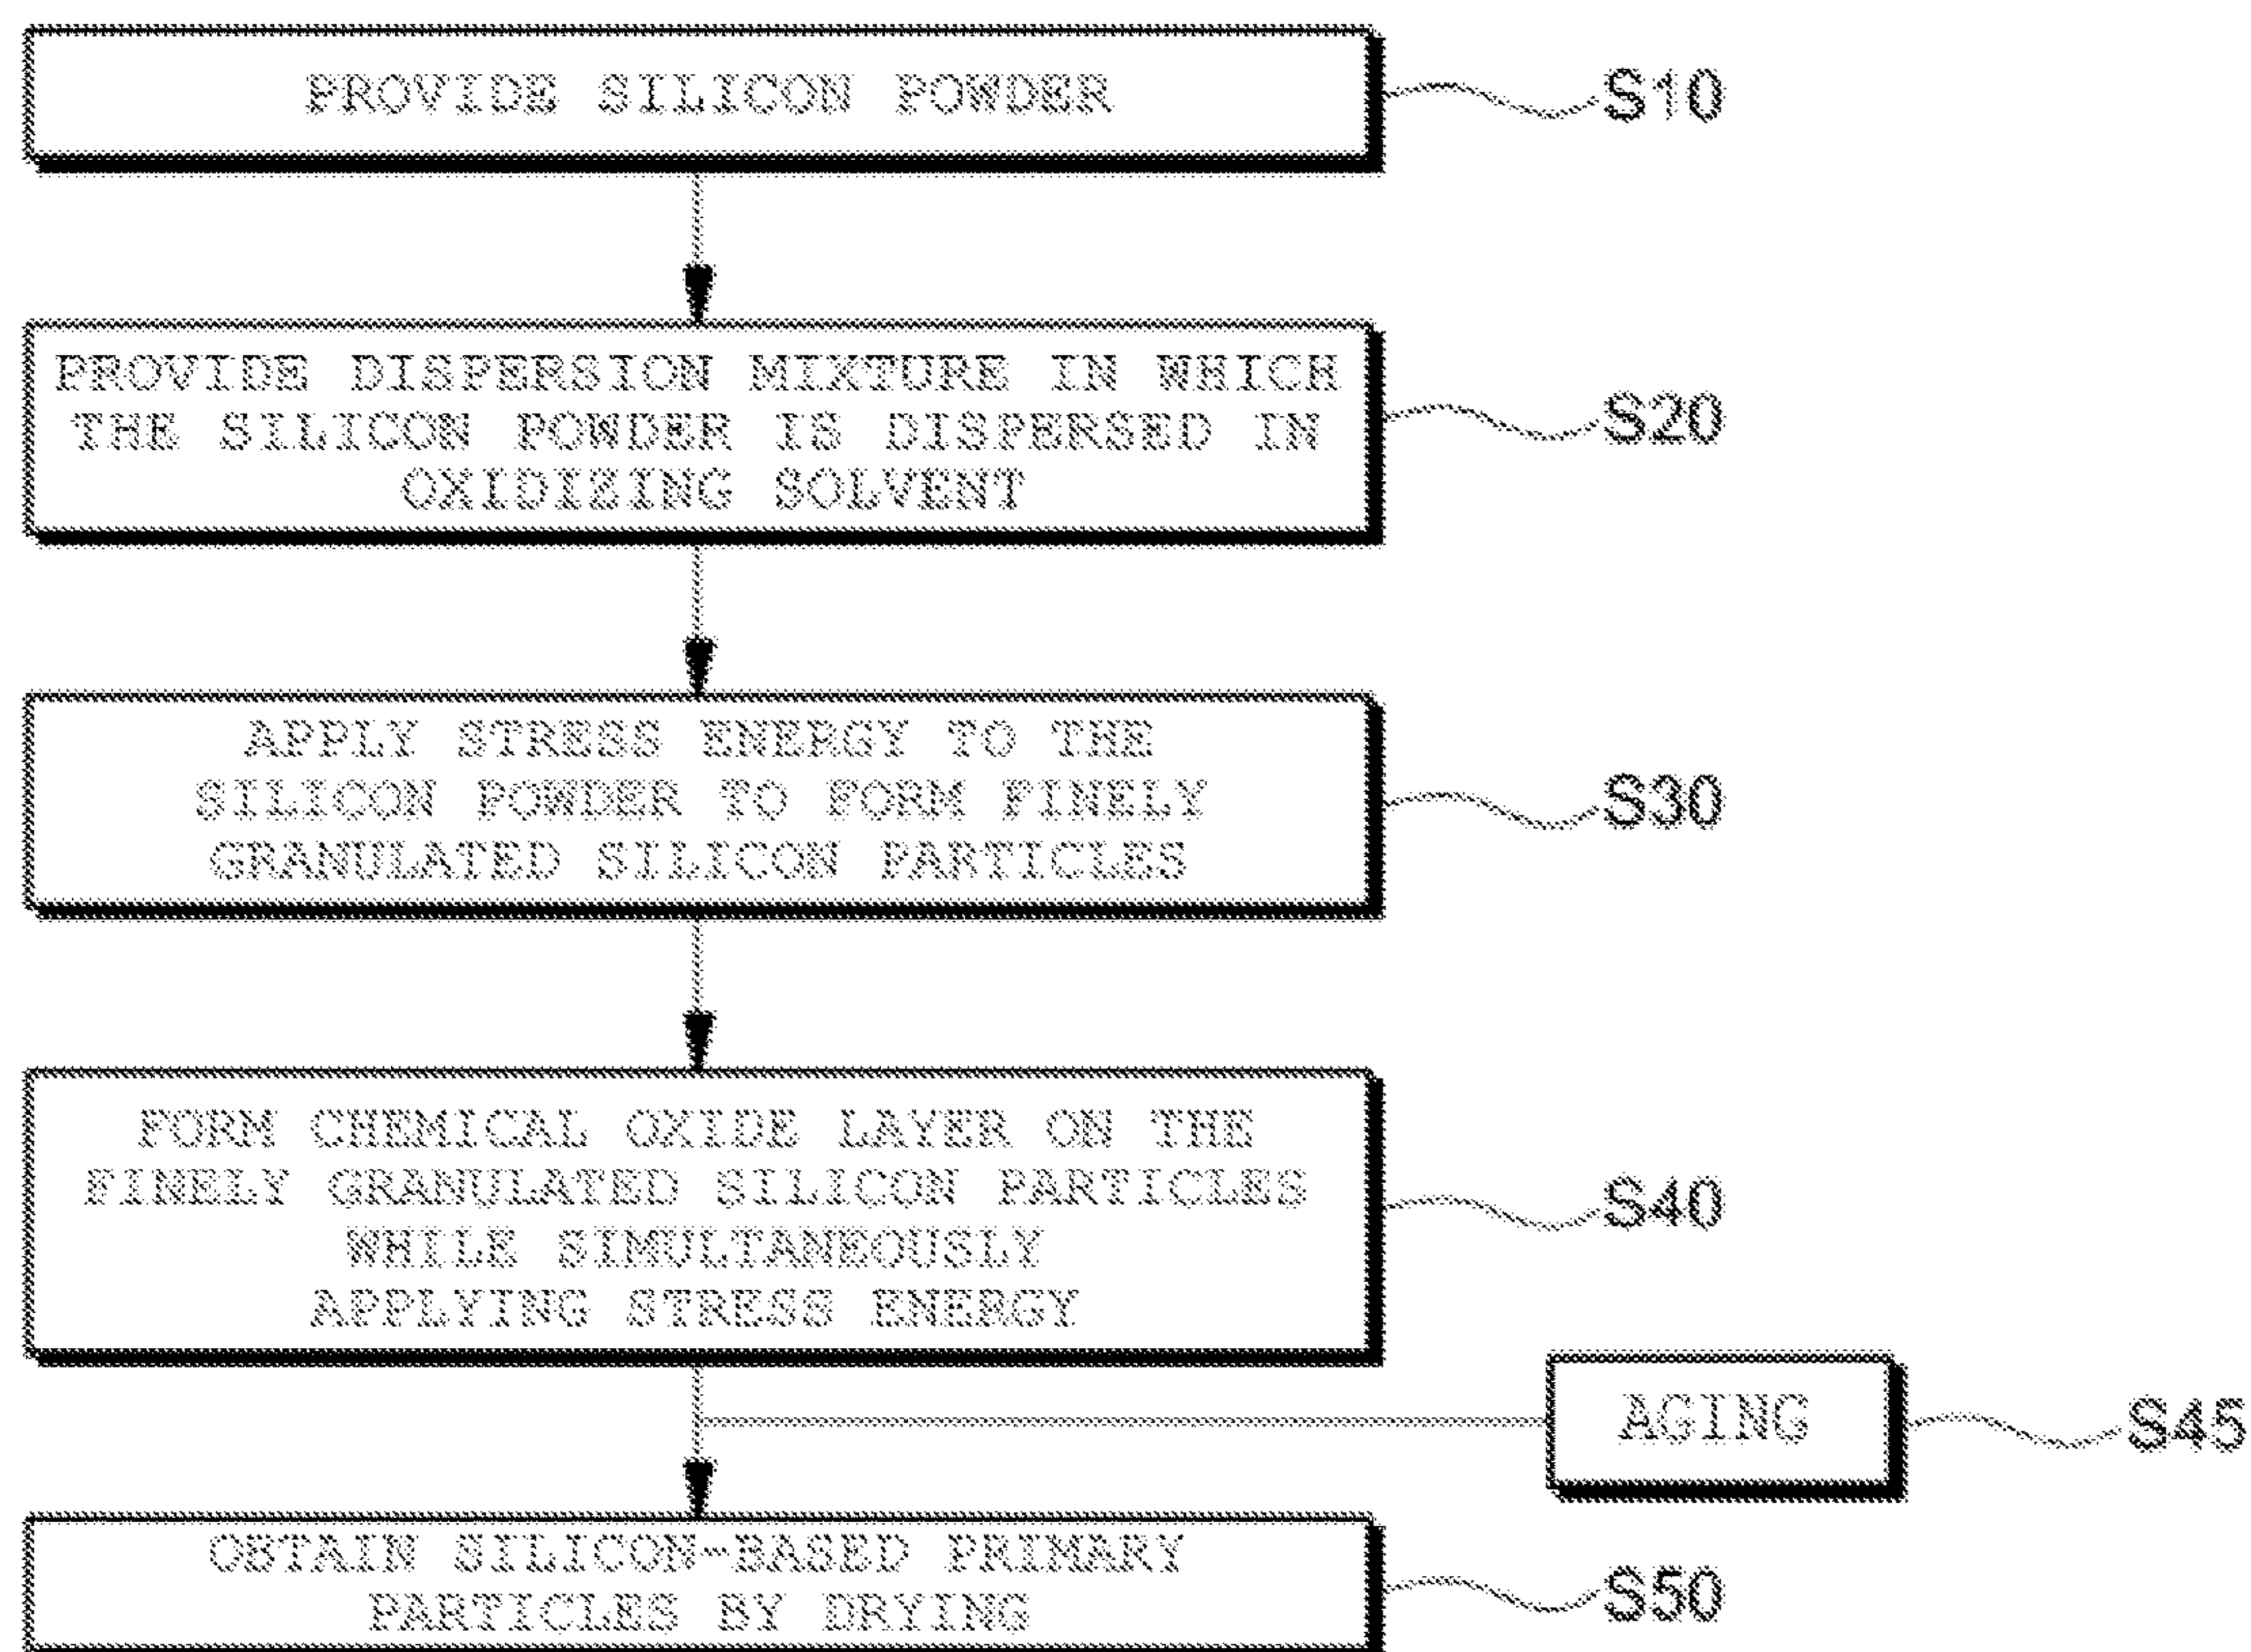 PROVIDE SILICON POWDER
S10
PROVIDE DISPERSION MIXTURE IN WHICH
THE SILICON POWDER IS DISPERSED IN
OXIDIZING SOLVENT
S20
APPLY STRESS ENERGY TO THE
SILICON POWDER TO FORM FINELY
GRANULATED SILICON PARTICLES
S30
FORM CHEMICAL OXIDE LAYER ON THE
FINELY GRANULATED SILICON PARTICLES
WHILE SIMULTANEOUSLY
APPLYING STRESS ENERGY
S40
AGING
S45
OBTAIN SILICON-BASED PRIMARY
PARTICLES BY DRYING
S50